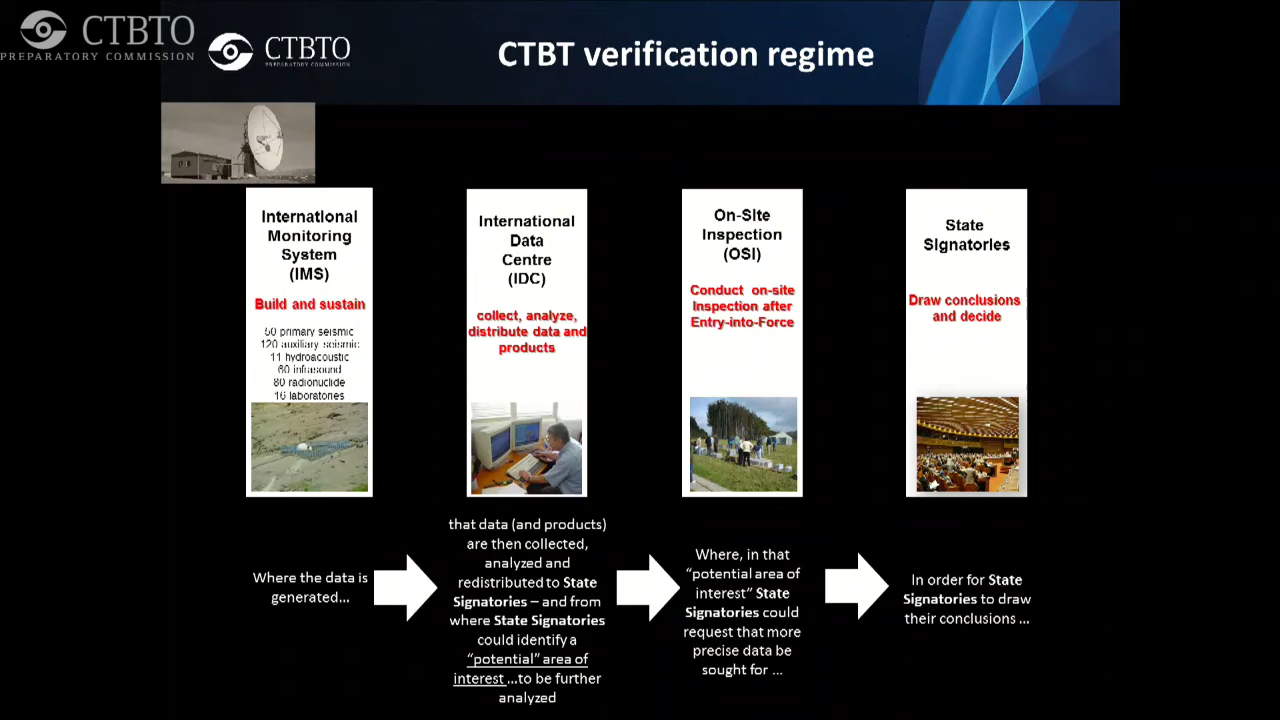 CTBTO
PREPARATORY COMMISSION
CTBTO
PREPARATORY COMMISSION
CTBT verification regime
International
Monitoring
System
(IMS)
Build and sustain
50 primary seismic
120 auxiliary seismic
11 hydroacoustic
60 infrasound
80 radionuclide
16 laboratories
International
Data
Centre
(IDC)
collect, analyze,
distribute data and
products
On-Site
Inspection
(OSI)
Conduct on-site
Inspection after
Entry-into-Force
State
Signatories
Draw conclusions
and decide
Where the data is
generated...
that data (and products)
are then collected,
analyzed and
redistributed to State
Signatories – and from
where State Signatories
could identify a
“potential” area of
interest ...to be further
analyzed
Where, in that
“potential area of
interest” State
Signatories could
request that more
precise data be
sought for ...
In order for State
Signatories to draw
their conclusions ...